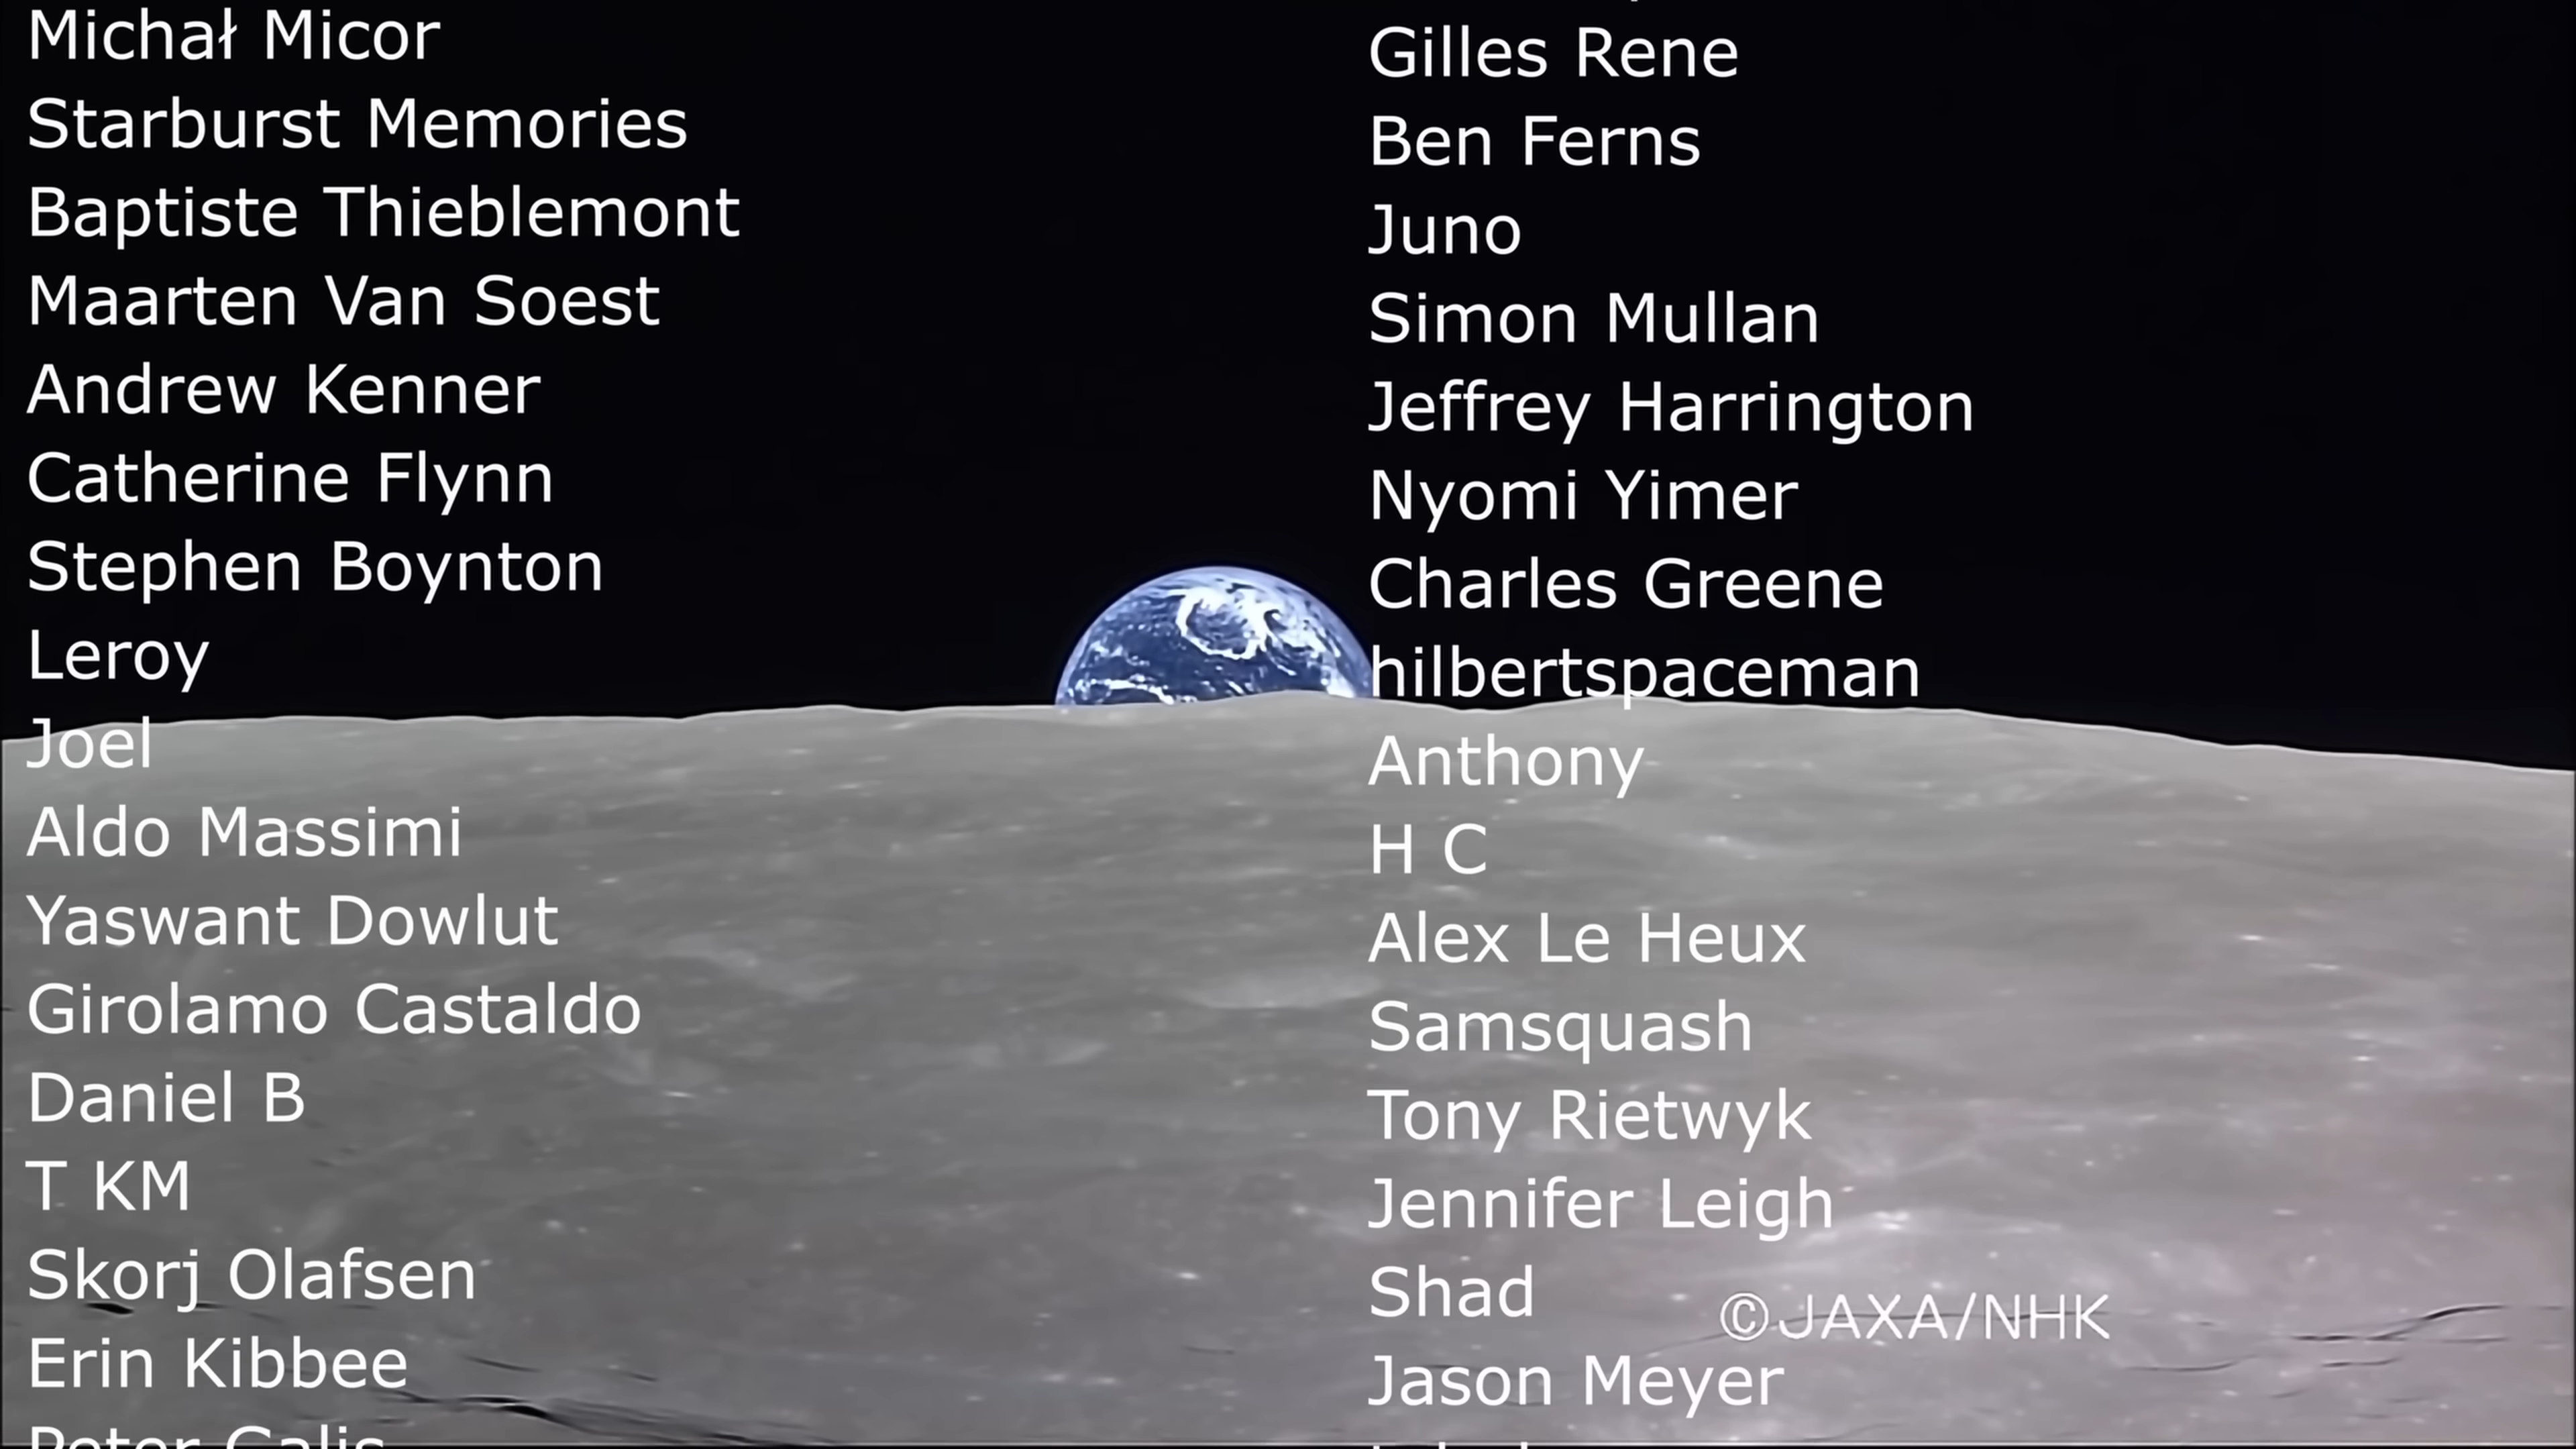 Michał Micor
Starburst Memories
Baptiste Thieblemont
Maarten Van Soest
Andrew Kenner
Catherine Flynn
Stephen Boynton
Leroy
Joel
Aldo Massimi
Yaswant Dowlut
Girolamo Castaldo
Daniel B
T KM
Skorj Olafsen
Erin Kibbee
Peter Galis
Gilles Rene
Ben Ferns
Juno
Simon Mullan
Jeffrey Harrington
Nyomi Yimer
Charles Greene
hilbertspaceman
Anthony
H C
Alex Le Heux
Samsquash
Tony Rietwyk
Jennifer Leigh
Shad
©JAXA/NHK
Jason Meyer